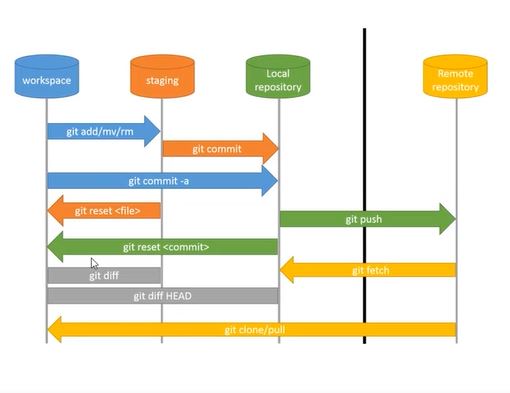 workspace
staging
Local
repository
Remote
repository
git add/mv/rm
git commit
git commit -a
git reset <file>
git push
git reset <commit>
git fetch
git diff
git diff HEAD
git clone/pull